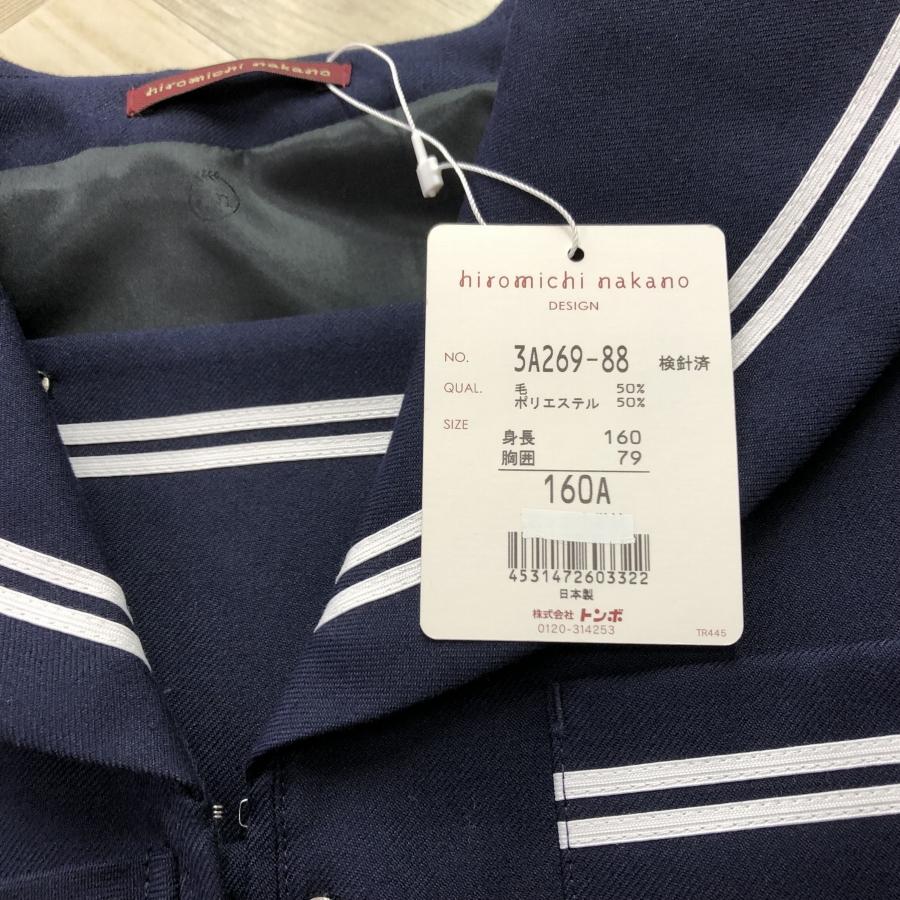 hiromichi nakano
hiromichi nakano
DESIGN
NO. 3A269-88 検針済
QUAL. 毛 50%
ポリエステル 50%
SIZE
身長 160
胸囲 79
160A
4531472603322
日本製
株式会社 トンボ
0120-314253
TR445